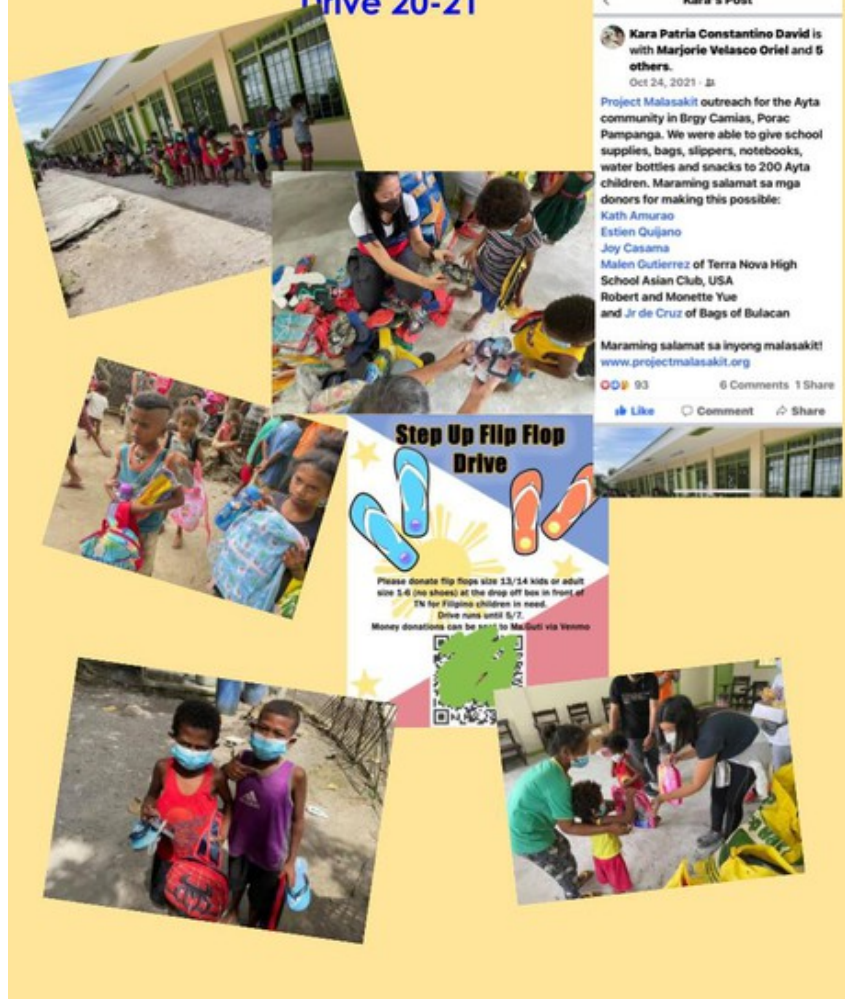 Drive 20-21
Kara's Post
Kara Patria Constantino David is
with Marjorie Velasco Oriel and 5
others.
Oct 24, 2021 ·
Project Malasakit outreach for the Ayta
community in Brgy Camias, Porac
Pampanga. We were able to give school
supplies, bags, slippers, notebooks,
water bottles and snacks to 200 Ayta
children. Maraming salamat sa mga
donors for making this possible:
Kath Amurao
Estien Quijano
Joy Casama
Malen Gutierrez of Terra Nova High
School Asian Club, USA
Robert and Monette Yue
and Jr de Cruz of Bags of Bulacan
Maraming salamat sa inyong malasakit!
www.projectmalasakit.org
93 6 Comments 1 Share
Like Comment Share
Step Up Flip Flop
Drive
Please donate flip flops size 13/14 kids or adult
size 1-6 (no shoes) at the drop off box in front of
TN for Filipino children in need.
Drive runs until 5/7.
Money donations can be sent to Ms.Guti via Venmo